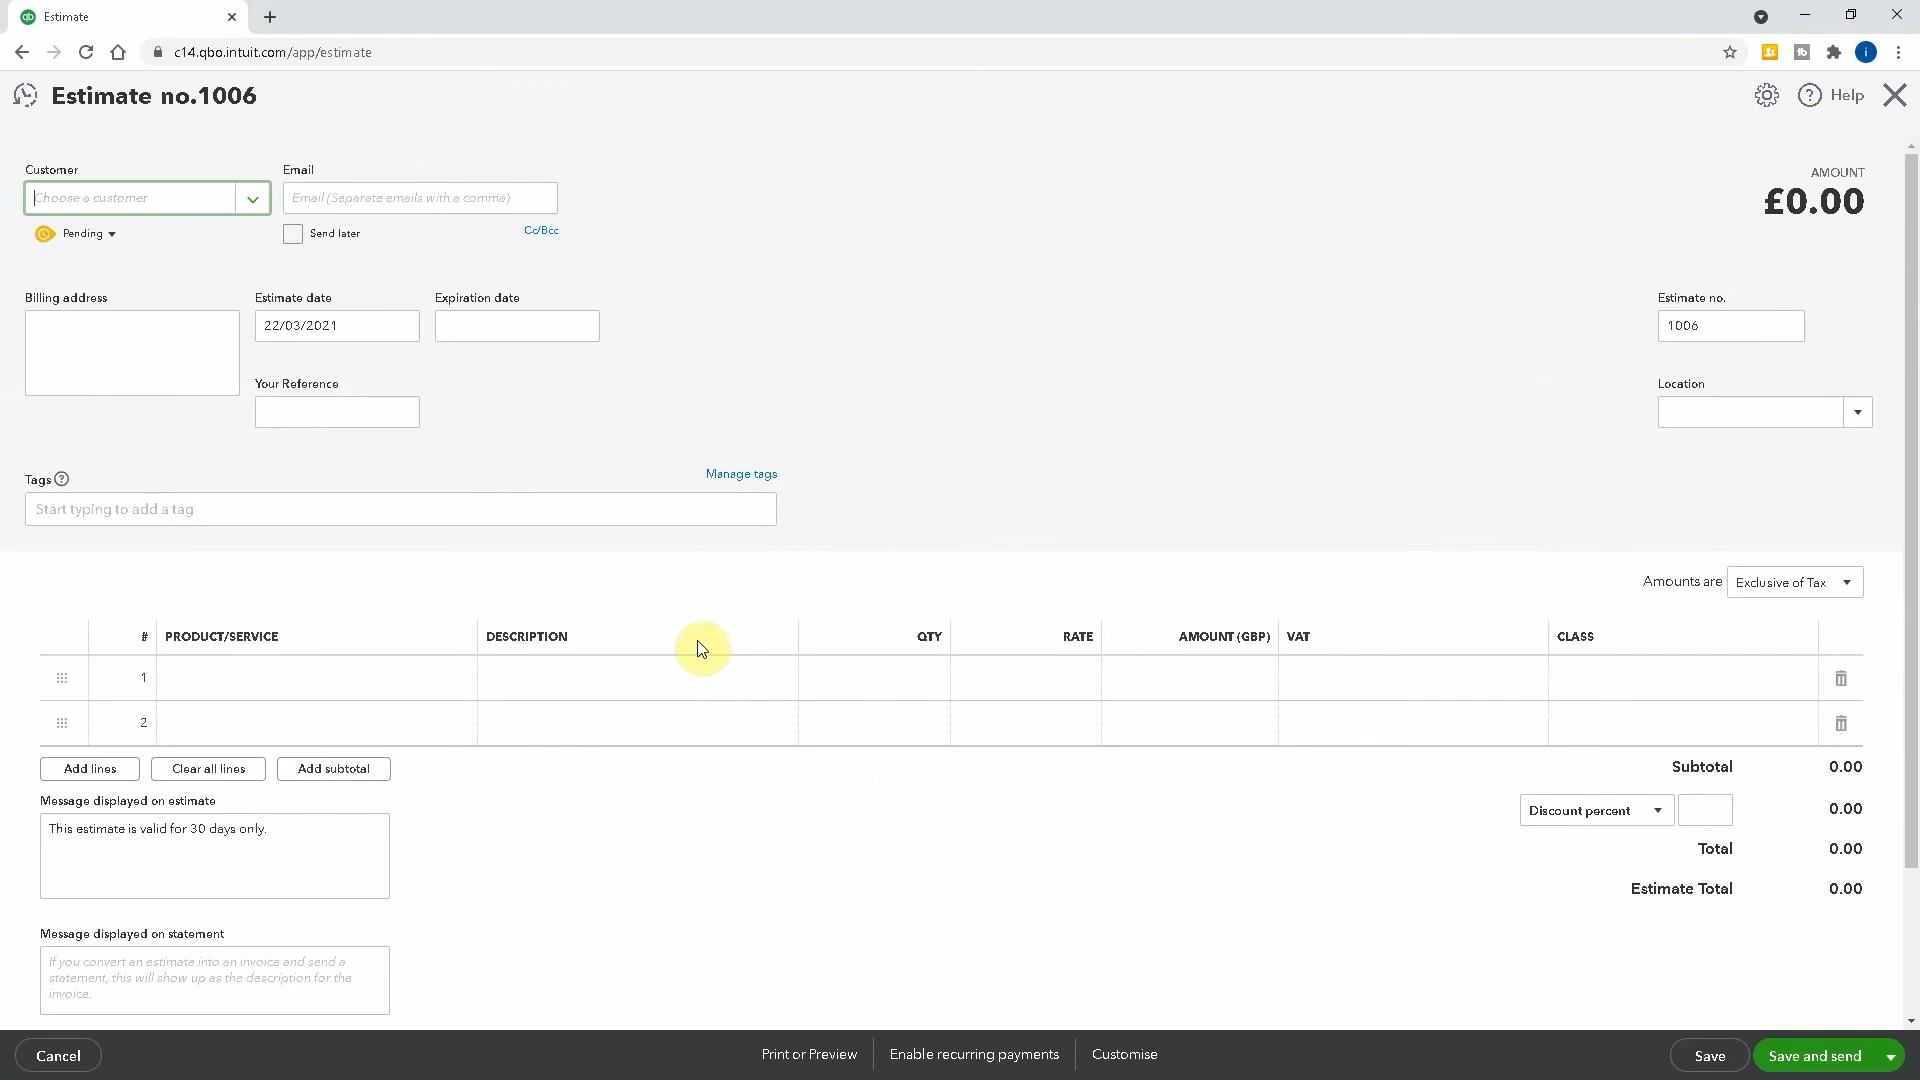 Estimate
c14.qbo.intuit.com/app/estimate
Estimate no.1006
Help
Customer
Email
AMOUNT
Choose a customer
Email (Separate emails with a comma)
£0.00
Pending
Send later
Cc/Bcc
Billing address
Estimate date
Expiration date
Estimate no.
22/03/2021
1006
Your Reference
Location
Tags
Manage tags
Start typing to add a tag
Amounts are
Exclusive of Tax
# PRODUCT/SERVICE DESCRIPTION QTY RATE AMOUNT (GBP) VAT CLASS
1
2
Add lines
Clear all lines
Add subtotal
Subtotal 0.00
Message displayed on estimate
Discount percent 0.00
This estimate is valid for 30 days only.
Total 0.00
Estimate Total 0.00
Message displayed on statement
If you convert an estimate into an invoice and send a
statement, this will show up as the description for the
invoice.
Cancel
Print or Preview
Enable recurring payments
Customise
Save
Save and send